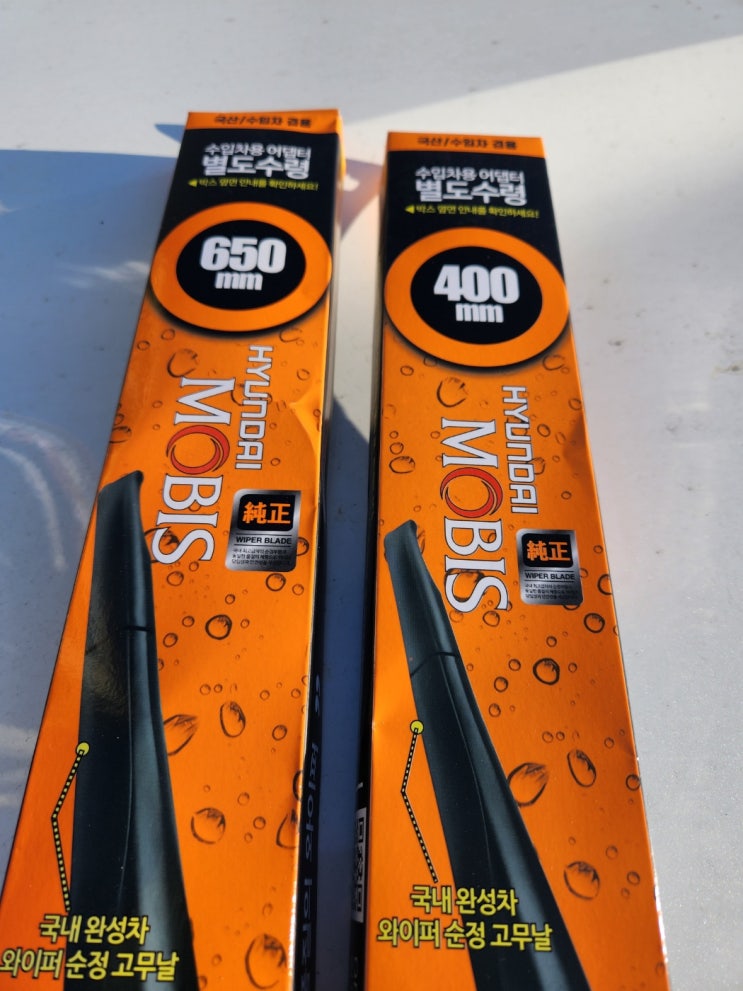 국산/수입차 겸용
수입차용 어댑터
별도수령
◀ 박스 옆면 안내를 확인하세요!
650
mm
HYUNDAI
MOBIS
純正
WIPER BLADE
국내 완성차
와이퍼 순정 고무날
국산/수입차 겸용
수입차용 어댑터
별도수령
◀ 박스 옆면 안내를 확인하세요!
400
mm
HYUNDAI
MOBIS
純正
WIPER BLADE
국내 완성차
와이퍼 순정 고무날